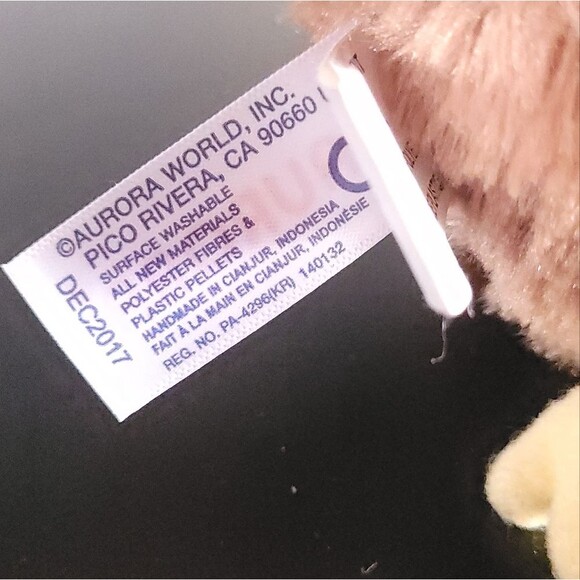 ©AURORA WORLD, INC.
PICO RIVERA, CA 90660
SURFACE WASHABLE
ALL NEW MATERIALS
POLYESTER FIBRES &
PLASTIC PELLETS
HANDMADE IN CIANJUR, INDONESIA
FAIT À LA MAIN EN CIANJUR, INDONÉSIE
REG. NO. PA-4296(KR) 140132
DEC2017